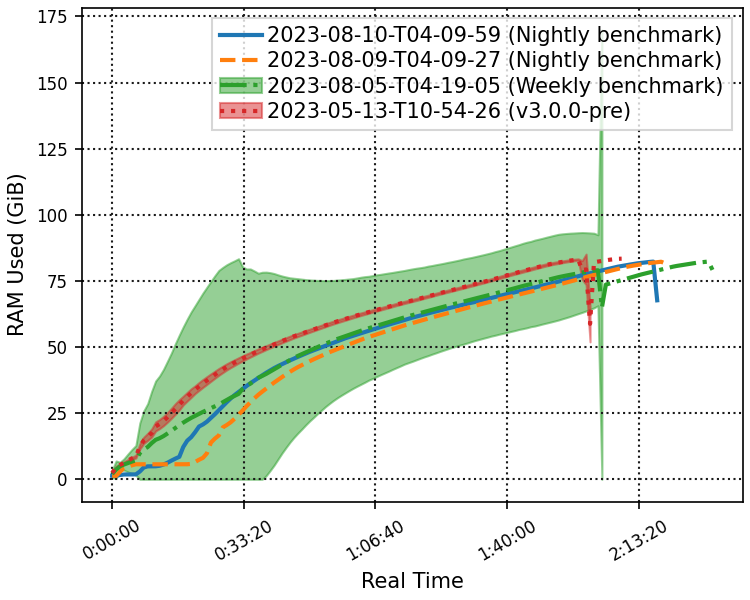 175
150
125
100
75
50
25
0
RAM Used (GiB)
2023-08-10-T04-09-59 (Nightly benchmark)
2023-08-09-T04-09-27 (Nightly benchmark)
2023-08-05-T04-19-05 (Weekly benchmark)
2023-05-13-T10-54-26 (v3.0.0-pre)
0:00:00
0:33:20
1:06:40
1:40:00
2:13:20
Real Time